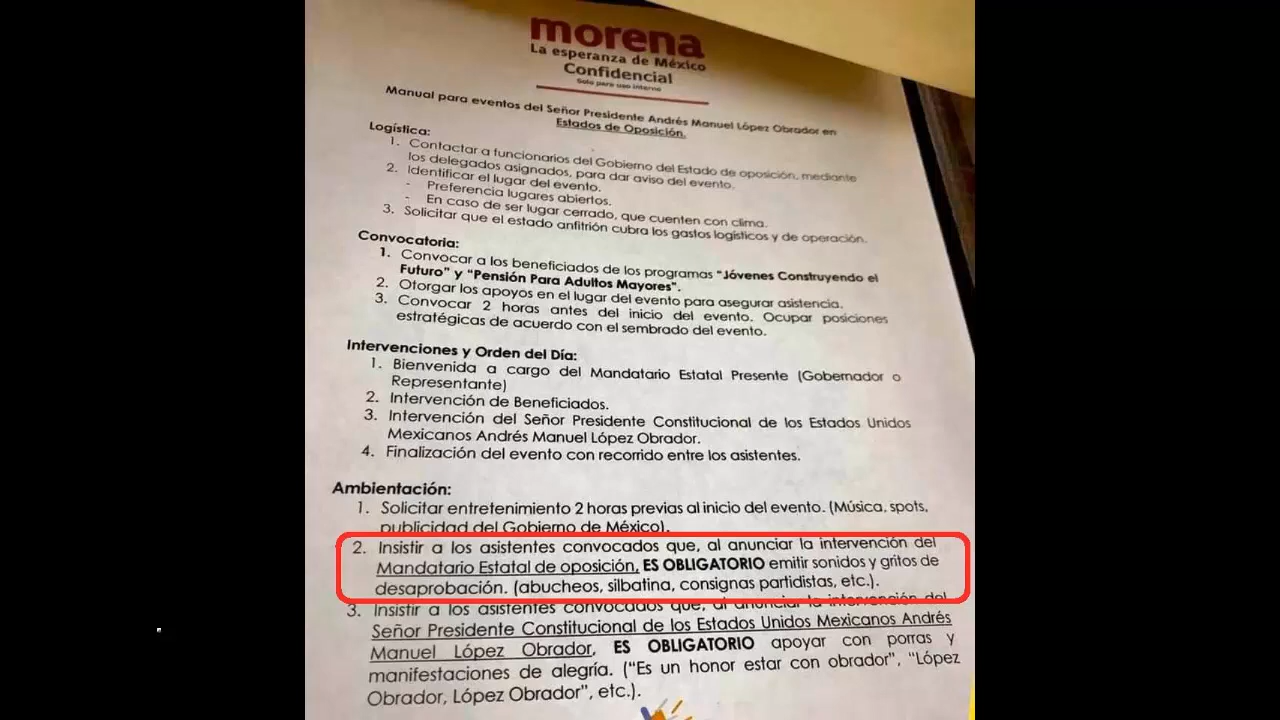 morena
La esperanza de México
Confidencial
Solo para uso interno
Manual para eventos del Señor Presidente Andrés Manuel López Obrador en
Estados de Oposición.
Logística:
1. Contactar a funcionarios del Gobierno del Estado de oposición, mediante
los delegados asignados, para dar aviso del evento.
2. Identificar el lugar del evento.
- Preferencia lugares abiertos.
- En caso de ser lugar cerrado, que cuenten con clima.
3. Solicitar que el estado anfitrión cubra los gastos logísticos y de operación.
Convocatoria:
1. Convocar a los beneficiados de los programas "Jóvenes Construyendo el
Futuro" y "Pensión Para Adultos Mayores".
2. Otorgar los apoyos en el lugar del evento para asegurar asistencia.
3. Convocar 2 horas antes del inicio del evento. Ocupar posiciones
estratégicas de acuerdo con el sembrado del evento.
Intervenciones y Orden del Día:
1. Bienvenida a cargo del Mandatario Estatal Presente (Gobernador o
Representante)
2. Intervención de Beneficiados.
3. Intervención del Señor Presidente Constitucional de los Estados Unidos
Mexicanos Andrés Manuel López Obrador.
4. Finalización del evento con recorrido entre los asistentes.
Ambientación:
1. Solicitar entretenimiento 2 horas previas al inicio del evento. (Música, spots,
publicidad del Gobierno de México).
2. Insistir a los asistentes convocados que, al anunciar la intervención del
Mandatario Estatal de oposición, ES OBLIGATORIO emitir sonidos y gritos de
desaprobación. (abucheos, silbatina, consignas partidistas, etc.).
3. Insistir a los asistentes convocados que, al anunciar la intervención del
Señor Presidente Constitucional de los Estados Unidos Mexicanos Andrés
Manuel López Obrador, ES OBLIGATORIO apoyar con porras y
manifestaciones de alegría. ("Es un honor estar con obrador", "López
Obrador, López Obrador", etc.).